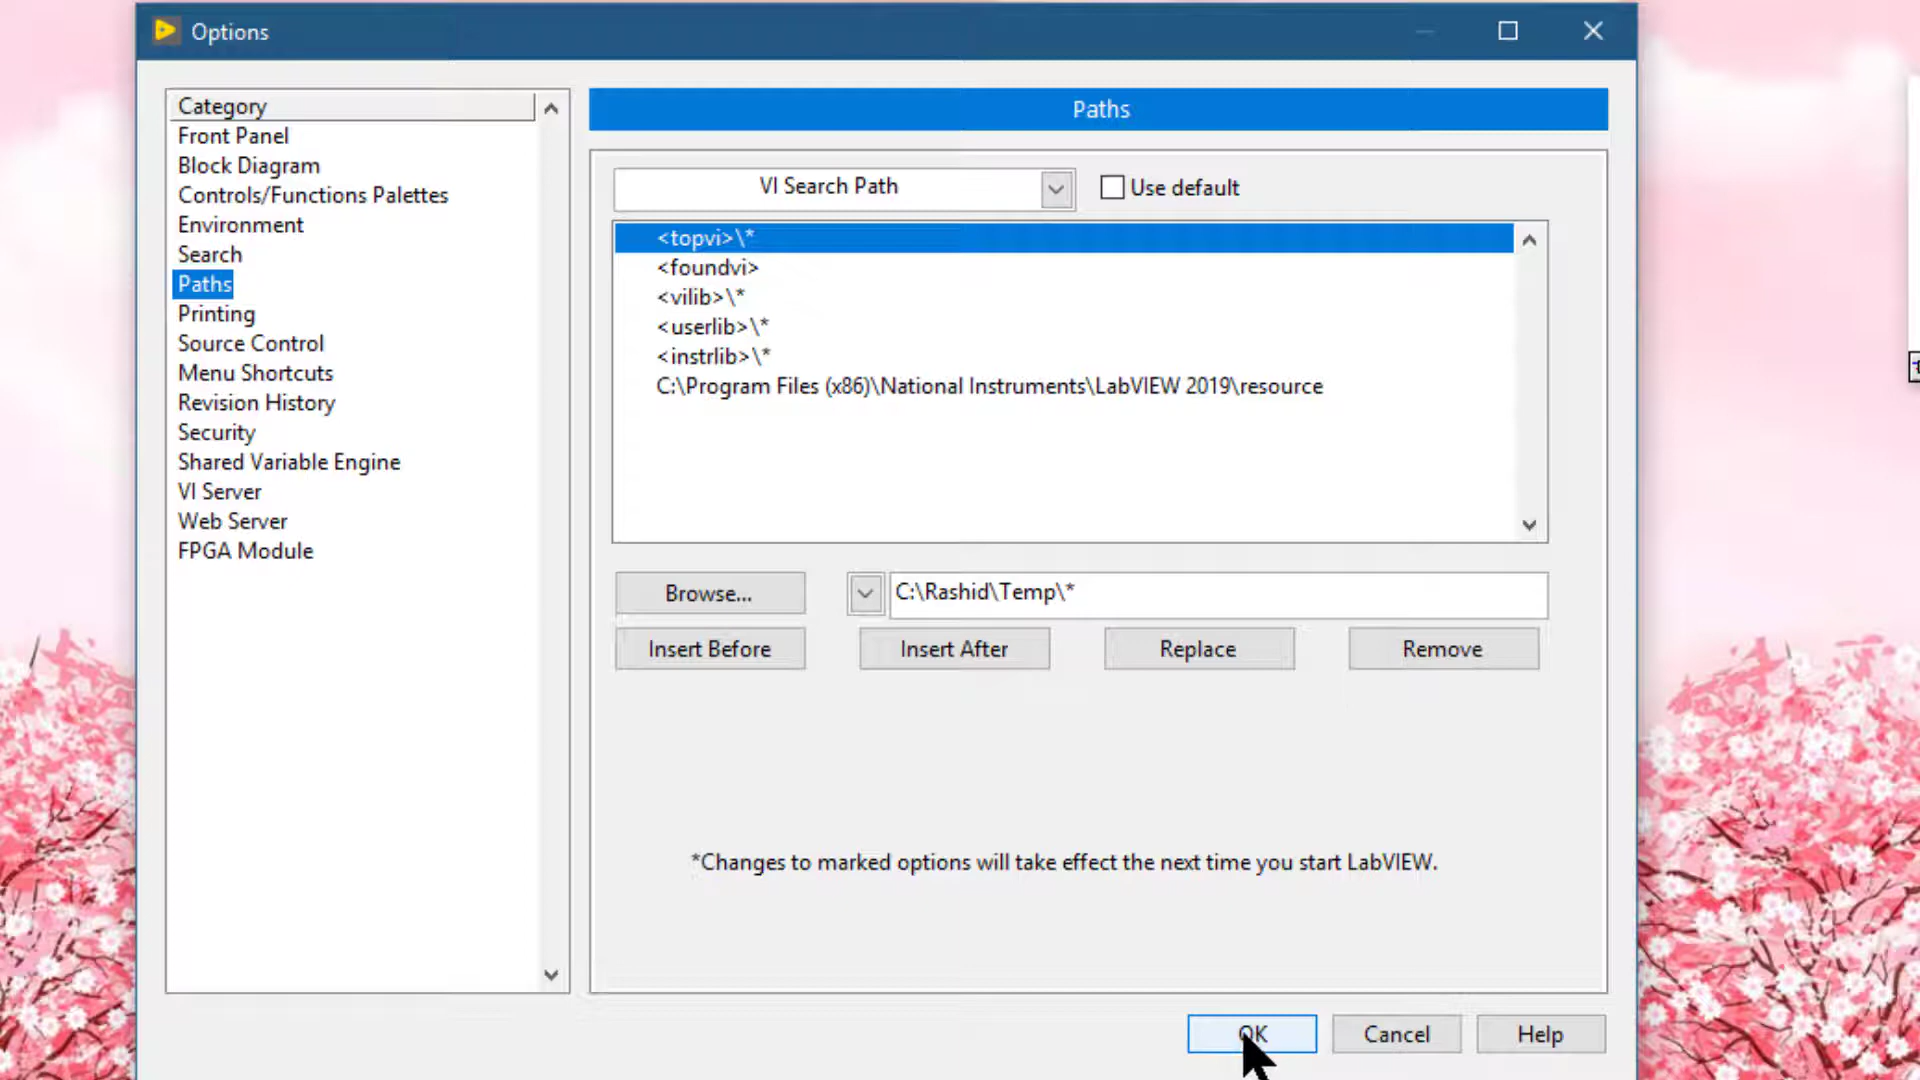 Options
Category
Front Panel
Block Diagram
Controls/Functions Palettes
Environment
Search
Paths
Printing
Source Control
Menu Shortcuts
Revision History
Security
Shared Variable Engine
VI Server
Web Server
FPGA Module
Paths
VI Search Path
Use default
<topvi>\*
<foundvi>
<vilib>\*
<userlib>\*
<instrlib>\*
C:\Program Files (x86)\National Instruments\LabVIEW 2019\resource
Browse... C:\Rashid\Temp\*
Insert Before Insert After Replace Remove
*Changes to marked options will take effect the next time you start LabVIEW.
OK Cancel Help